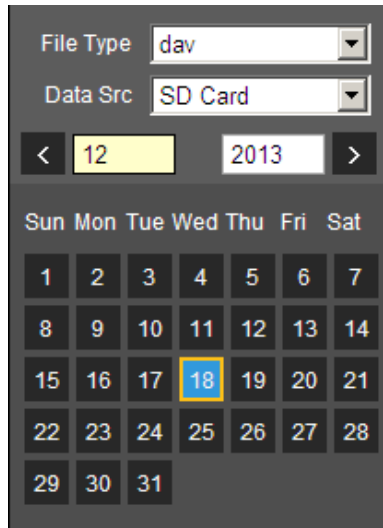 File Type dav
Data Src SD Card
< 12 2013 >
Sun Mon Tue Wed Thu Fri Sat
1 2 3 4 5 6 7
8 9 10 11 12 13 14
15 16 17 18 19 20 21
22 23 24 25 26 27 28
29 30 31